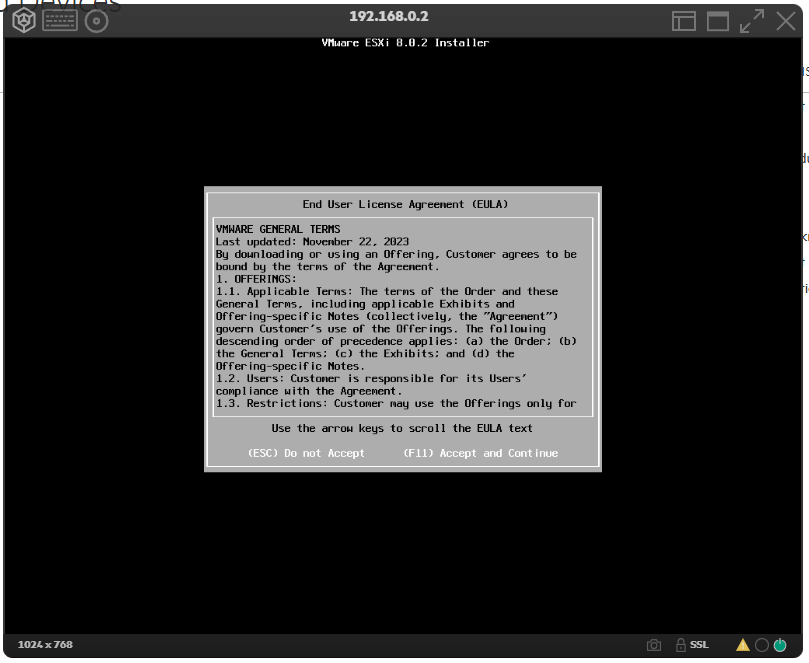 192.168.0.2
VMware ESXi 8.0.2 Installer
End User License Agreement (EULA)
VMWARE GENERAL TERMS
Last updated: November 22, 2023
By downloading or using an Offering, Customer agrees to be
bound by the terms of the Agreement.
1. OFFERINGS:
1.1. Applicable Terms: The terms of the Order and these
General Terms, including applicable Exhibits and
Offering-specific Notes (collectively, the "Agreement")
govern Customer's use of the Offerings. The following
descending order of precedence applies: (a) the Order; (b)
the General Terms; (c) the Exhibits; and (d) the
Offering-specific Notes.
1.2. Users: Customer is responsible for its Users'
compliance with the Agreement.
1.3. Restrictions: Customer may use the Offerings only for
Use the arrow keys to scroll the EULA text
(ESC) Do not Accept (F11) Accept and Continue
1024 x 768 SSL